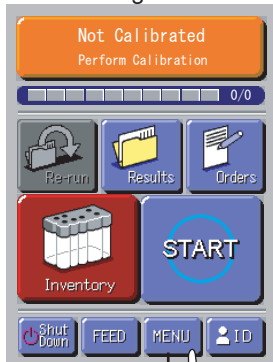 Not Calibrated
Perform Calibration
0/0
Re-run
Results
Orders
Inventory
START
Shut
Down
FEED
MENU
ID